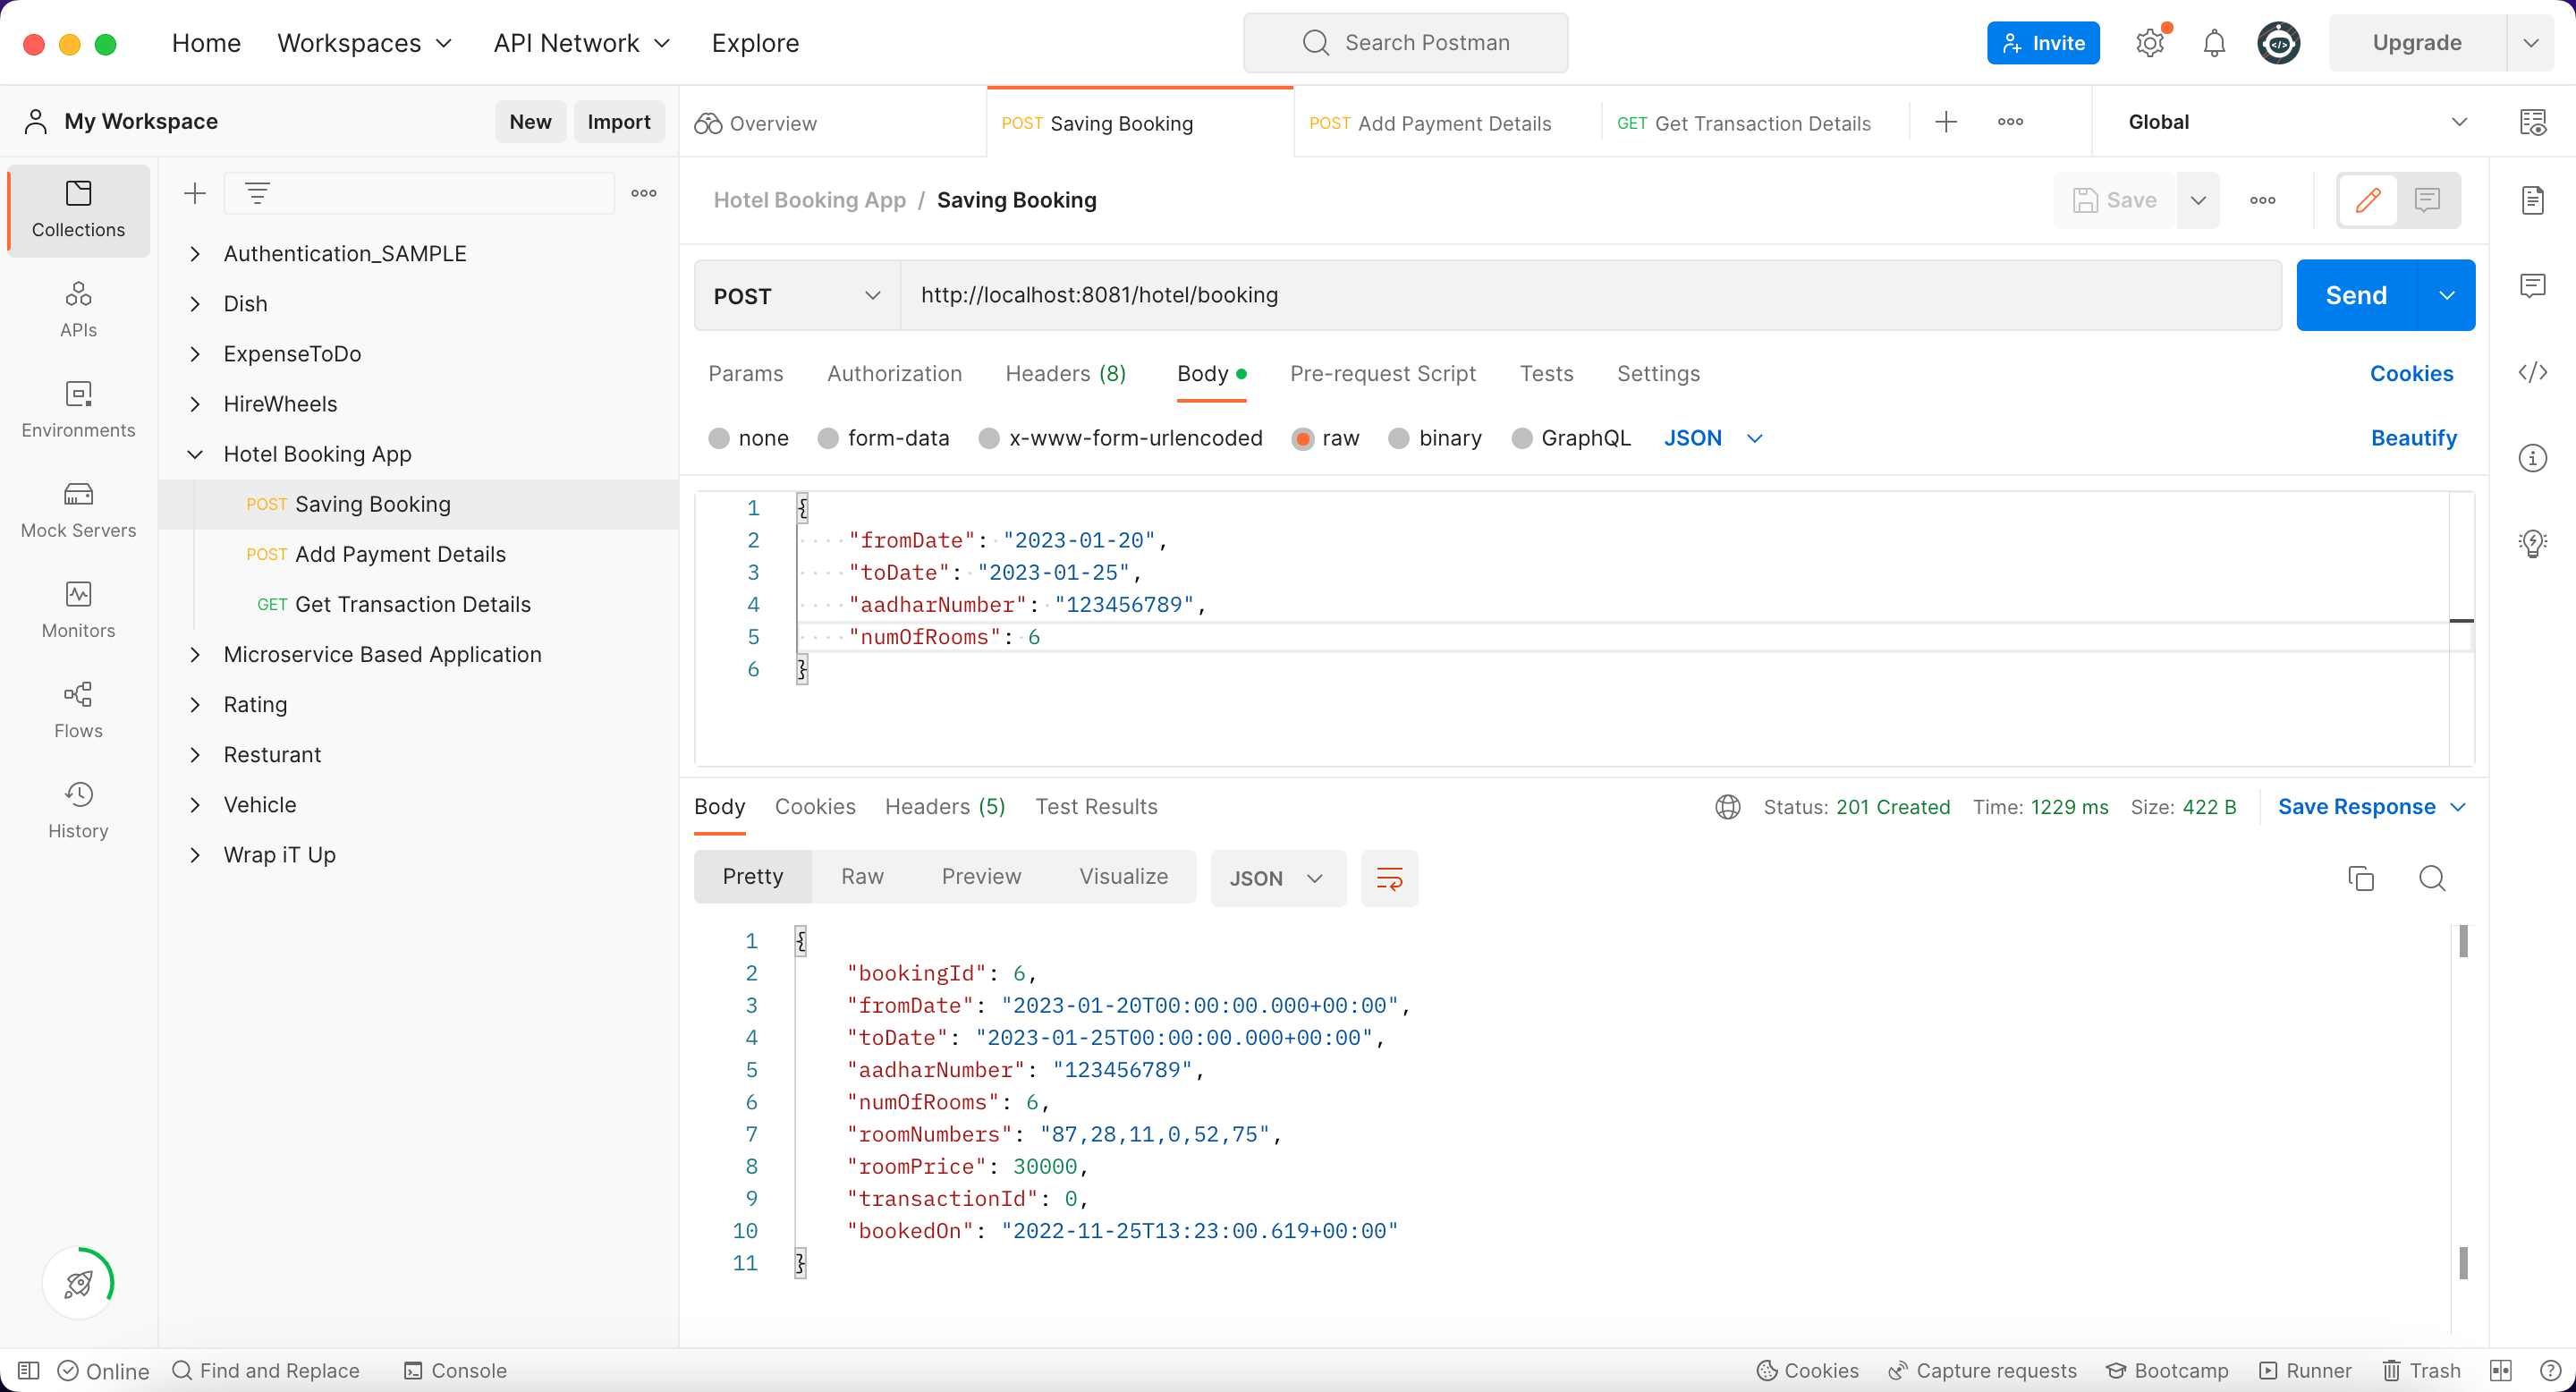 Home Workspaces API Network Explore Search Postman Invite Upgrade
My Workspace New Import
Overview POST Saving Booking POST Add Payment Details GET Get Transaction Details Global
Collections
APIs
Environments
Mock Servers
Monitors
Flows
History
Authentication_SAMPLE
Dish
ExpenseToDo
HireWheels
Hotel Booking App
POST Saving Booking
POST Add Payment Details
GET Get Transaction Details
Microservice Based Application
Rating
Resturant
Vehicle
Wrap iT Up
Hotel Booking App / Saving Booking Save
POST http://localhost:8081/hotel/booking Send
Params Authorization Headers (8) Body Pre-request Script Tests Settings Cookies
none form-data x-www-form-urlencoded raw binary GraphQL JSON Beautify
1 {
2 "fromDate": "2023-01-20",
3 "toDate": "2023-01-25",
4 "aadharNumber": "123456789",
5 "numOfRooms": 6
6 }
Body Cookies Headers (5) Test Results Status: 201 Created Time: 1229 ms Size: 422 B Save Response
Pretty Raw Preview Visualize JSON
1 {
2 "bookingId": 6,
3 "fromDate": "2023-01-20T00:00:00.000+00:00",
4 "toDate": "2023-01-25T00:00:00.000+00:00",
5 "aadharNumber": "123456789",
6 "numOfRooms": 6,
7 "roomNumbers": "87,28,11,0,52,75",
8 "roomPrice": 30000,
9 "transactionId": 0,
10 "bookedOn": "2022-11-25T13:23:00.619+00:00"
11 }
Online Find and Replace Console Cookies Capture requests Bootcamp Runner Trash